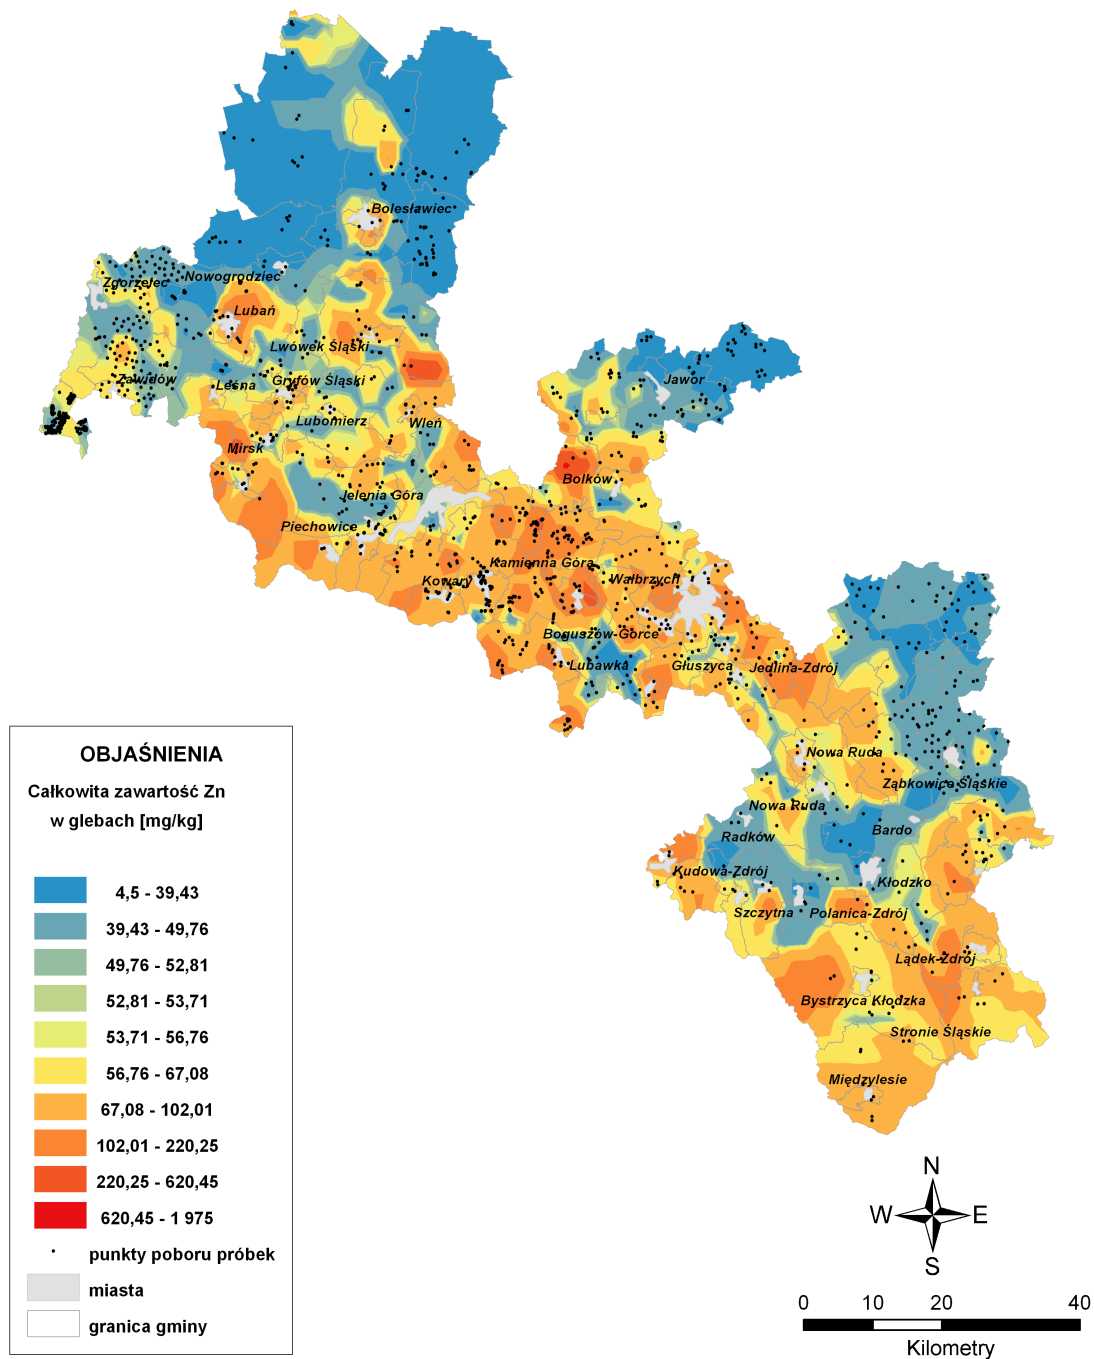 Bolesławiec
Zgorzelec
Nowogrodziec
Lubań
Lwówek Śląski
Zawidów
Leśna
Gryfów Śląski
Jawor
Lubomierz
Wleń
Mirsk
Bolków
Jelenia Góra
Piechowice
Kamienna Góra
Kowary
Wałbrzych
Boguszów-Gorce
Lubawka
Głuszyca
Jedlina-Zdrój
Nowa Ruda
Ząbkowice Śląskie
Nowa Ruda
Radków
Bardo
Kudowa-Zdrój
Kłodzko
Szczytna
Polanica-Zdrój
Lądek-Zdrój
Bystrzyca Kłodzka
Stronie Śląskie
Międzylesie
OBJAŚNIENIA
Całkowita zawartość Zn
w glebach [mg/kg]
4,5 - 39,43
39,43 - 49,76
49,76 - 52,81
52,81 - 53,71
53,71 - 56,76
56,76 - 67,08
67,08 - 102,01
102,01 - 220,25
220,25 - 620,45
620,45 - 1 975
punkty poboru próbek
miasta
granica gminy
N
W E
S
0 10 20 40
Kilometry